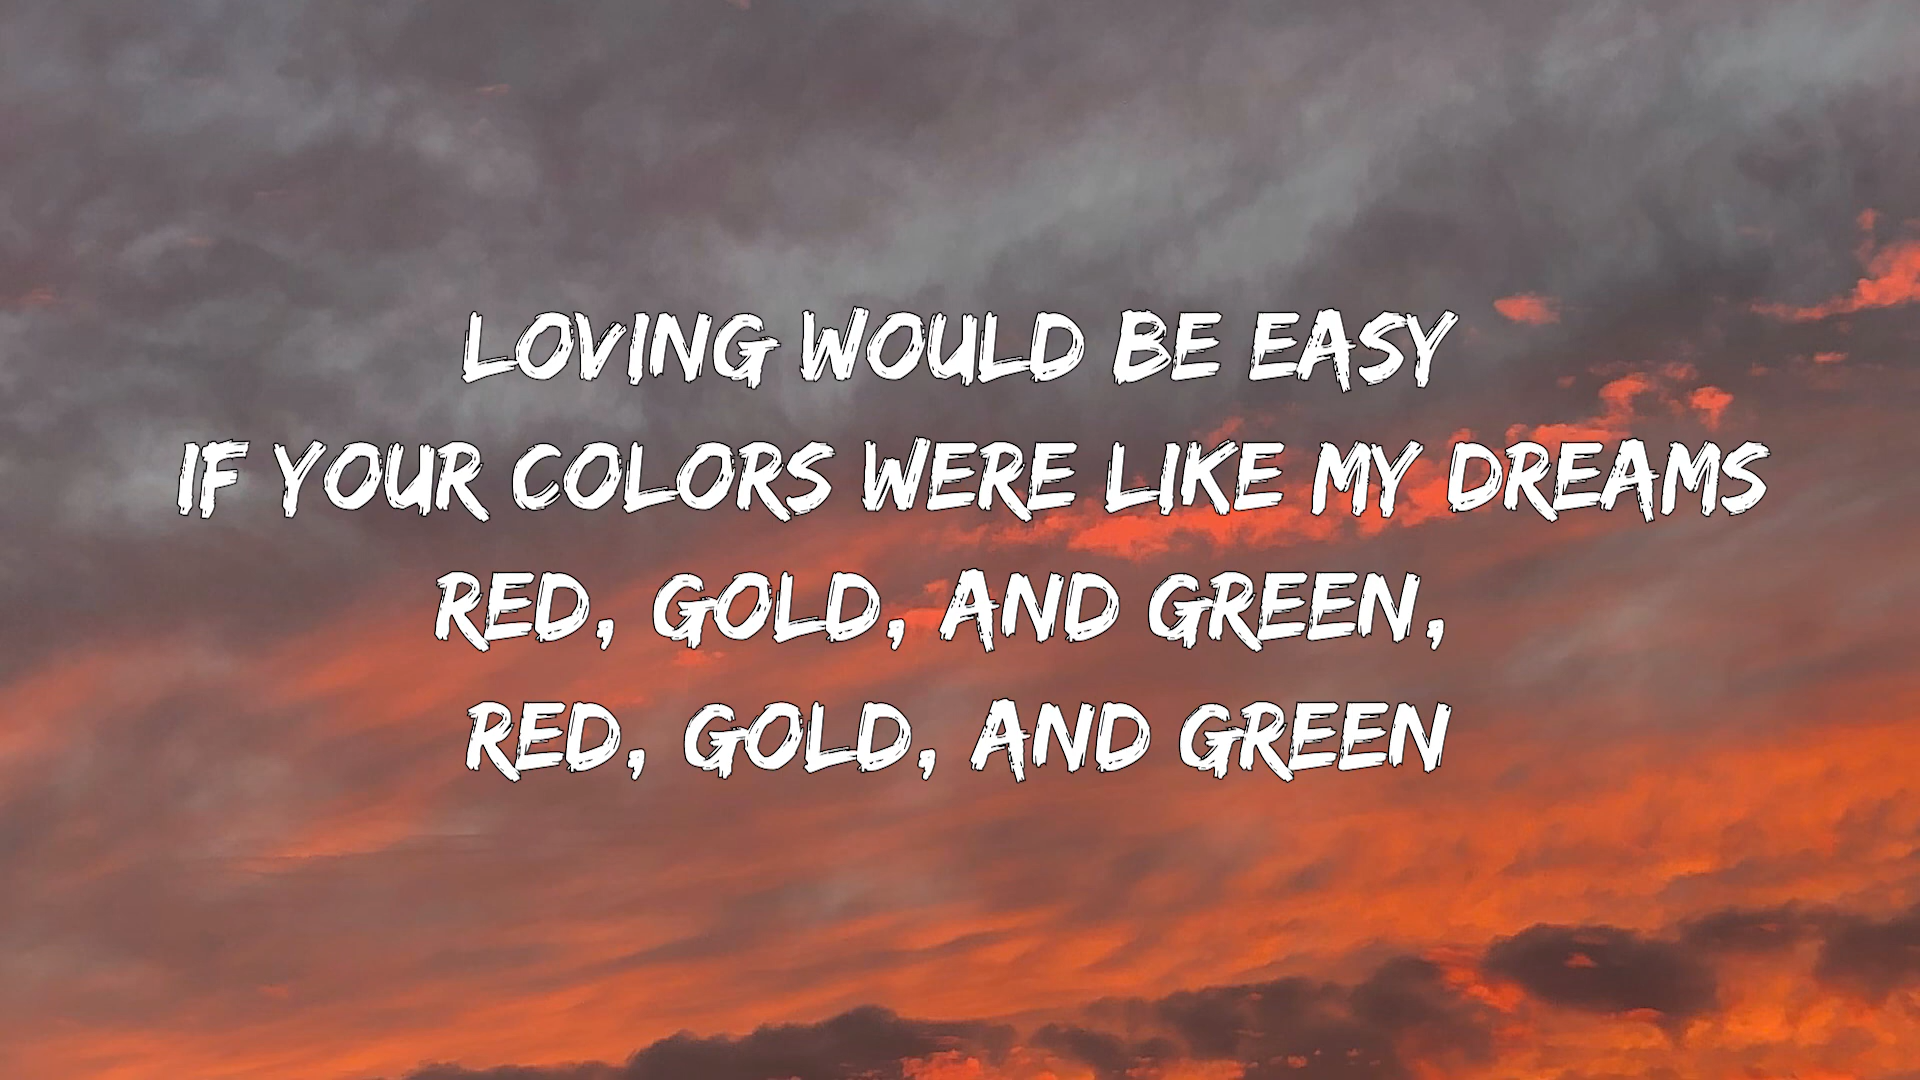 LOVING WOULD BE EASY
IF YOUR COLORS WERE LIKE MY DREAMS
RED, GOLD, AND GREEN,
RED, GOLD, AND GREEN